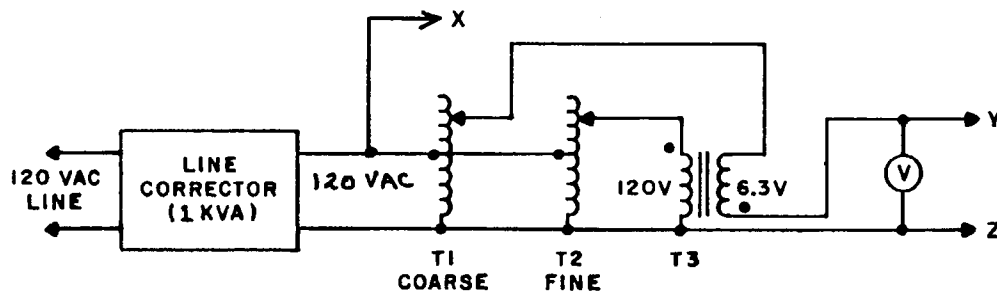 X
120 VAC
LINE
LINE
CORRECTOR
(1 KVA)
120 VAC
T1
COARSE
T2
FINE
120V
6.3V
T3
V
Y
Z